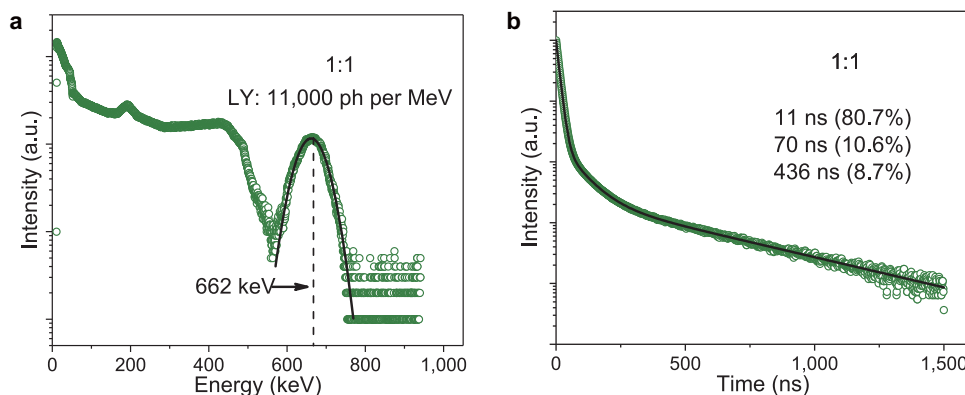 a
1:1
LY: 11,000 ph per MeV
662 keV
Intensity (a.u.)
0 200 400 600 800 1,000
Energy (keV)
b
1:1
11 ns (80.7%)
70 ns (10.6%)
436 ns (8.7%)
Intensity (a.u.)
0 500 1,000 1,500
Time (ns)